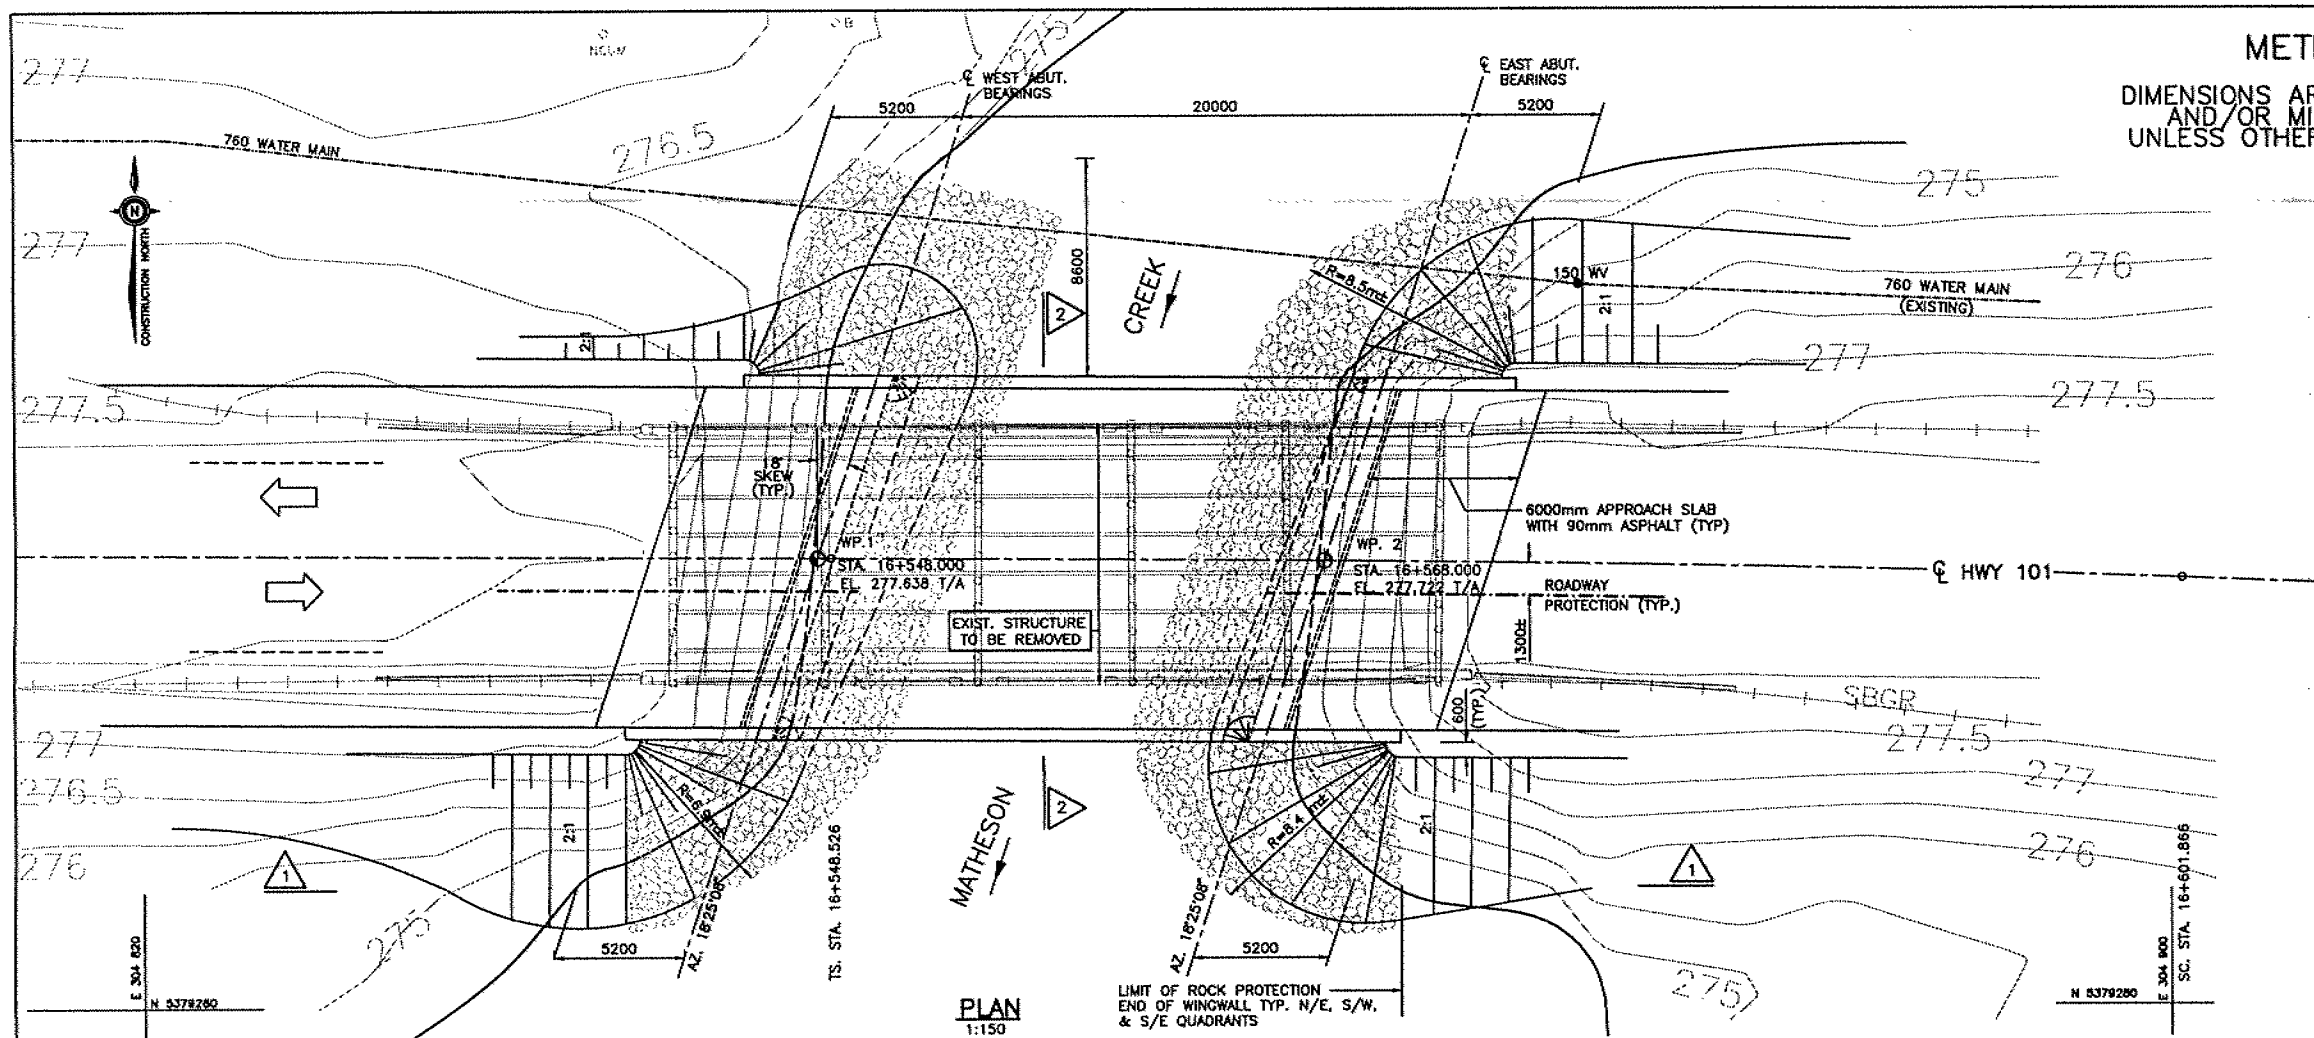 METI
DIMENSIONS AR
AND/OR MI
UNLESS OTHER
277
276.5
275
℄ WEST ABUT.
BEARINGS
℄ EAST ABUT.
BEARINGS
5200
20000
5200
760 WATER MAIN
N
CONSTRUCTION NORTH
277
8600
2
CREEK
R=8.5m±
150 WV
2:1
760 WATER MAIN
(EXISTING)
275
276
277
277.5
2:1
277.5
18°
SKEW
(TYP.)
6000mm APPROACH SLAB
WITH 90mm ASPHALT (TYP)
WP.1
STA. 16+548.000
EL. 277.638 T/A
WP. 2
STA. 16+568.000
EL. 277.722 T/A
℄ HWY 101
ROADWAY
PROTECTION (TYP.)
1300±
EXIST. STRUCTURE
TO BE REMOVED
600
(TYP.)
SBGR
277.5
277
276
275
277
276.5
276
275
2:1
R=6.9m±
2
MATHESON
R=8.4 m±
2:1
1
1
AZ. 18°25'08"
TS. STA. 16+548.526
AZ. 18°25'08"
5200
5200
SC. STA. 16+601.866
E 304 820
N 5379260
E 304 900
N 5379260
PLAN
1:150
LIMIT OF ROCK PROTECTION
END OF WINGWALL TYP. N/E, S/W,
& S/E QUADRANTS